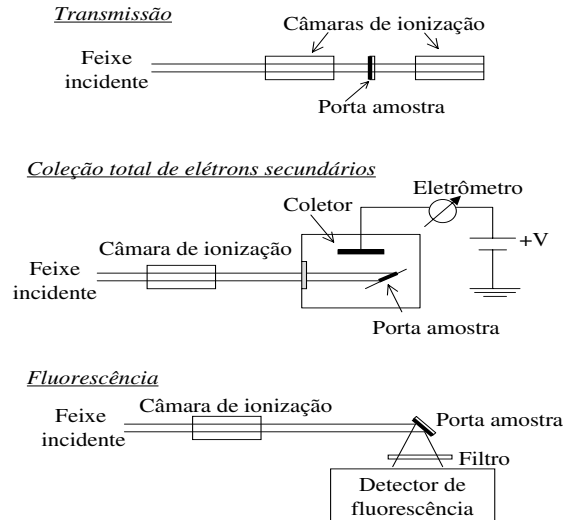 Transmissão
Câmaras de ionização
Feixe
incidente
Porta amostra
Coleção total de elétrons secundários
Eletrômetro
Coletor
Câmara de ionização
+V
Feixe
incidente
Porta amostra
Fluorescência
Câmara de ionização
Feixe
incidente
Porta amostra
Filtro
Detector de
fluorescência